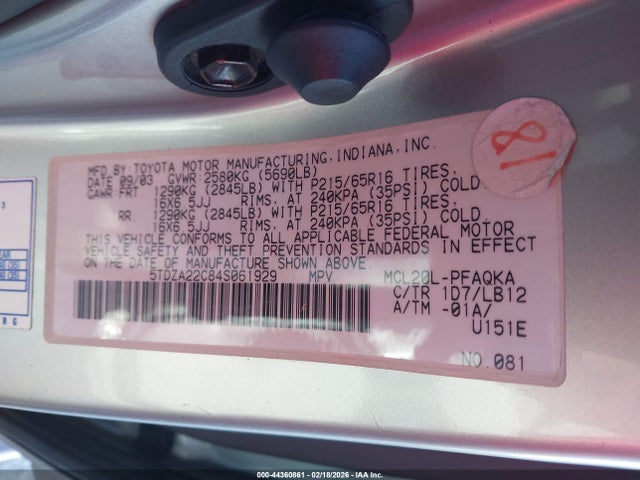 MFD.BY:TOYOTA MOTOR MANUFACTURING,INDIANA,INC.
DATE 09/03 GVWR:2580KG (5690LB)
GAWR FRT: 1290KG (2845LB) WITH P215/65R16 TIRES,
16X6.5JJ RIMS, AT 240KPA (35PSI) COLD.
RR 1290KG (2845LB) WITH P215/65R16 TIRES,
16X6.5JJ RIMS, AT 240KPA (35PSI) COLD.
THIS VEHICLE CONFORMS TO ALL APPLICABLE FEDERAL MOTOR
VEHICLE SAFETY AND THEFT PREVENTION STANDARDS IN EFFECT
ON THE DATE OF MANUFACTURE SHOWN ABOVE.
5TDZA22C84S061929 MPV MCL20L-PFAQKA
C/TR 1D7/LB12
A/TM -01A/
U151E
NO.081
18
000-44360861 - 02/18/2026 - IAA Inc.